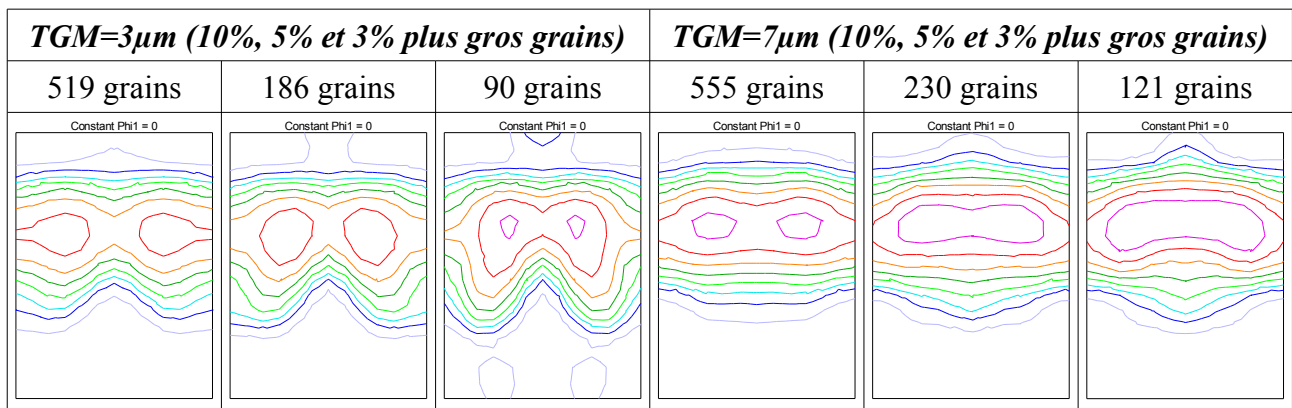 TGM=3µm (10%, 5% et 3% plus gros grains)
TGM=7µm (10%, 5% et 3% plus gros grains)
519 grains
186 grains
90 grains
555 grains
230 grains
121 grains
Constant Phi1 = 0
Constant Phi1 = 0
Constant Phi1 = 0
Constant Phi1 = 0
Constant Phi1 = 0
Constant Phi1 = 0